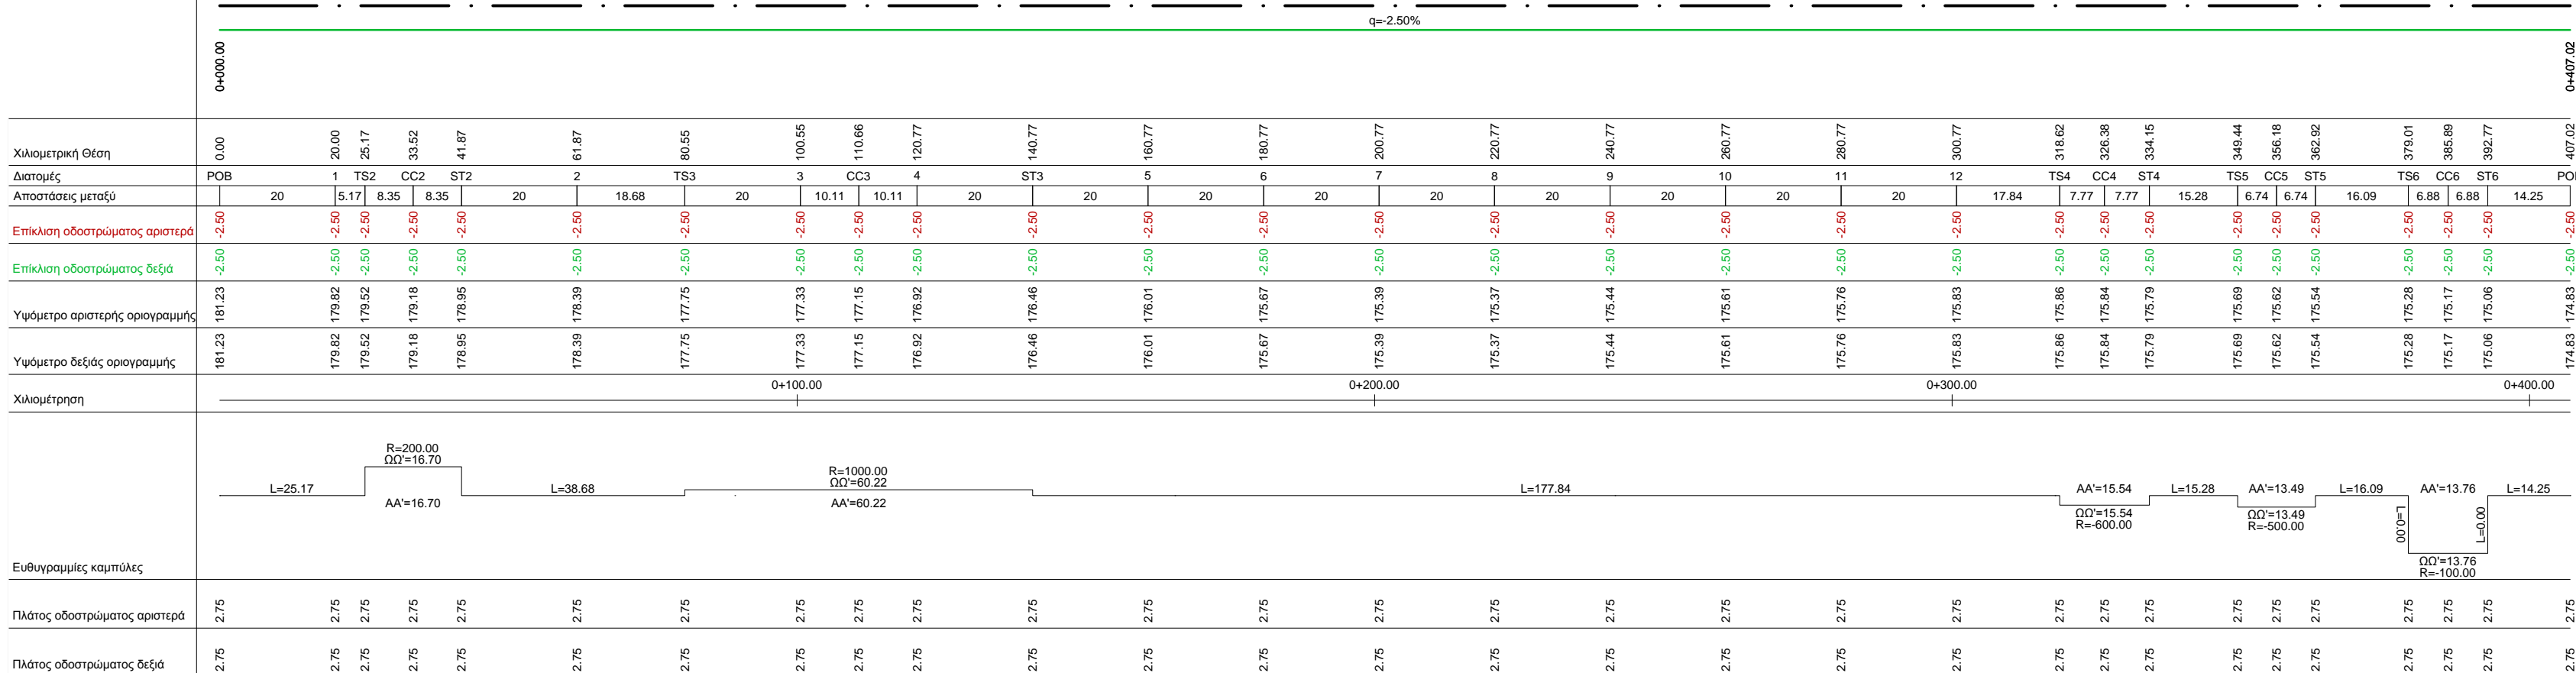 q=-2.50%
0+000.00 0+407.02
Χιλιομετρική Θέση 0.00 20.00 25.17 33.52 41.87 61.87 80.55 100.55 110.66 120.77 140.77 160.77 180.77 200.77 220.77 240.77 260.77 280.77 300.77 318.62 326.38 334.15 349.44 356.18 362.92 379.01 385.89 392.77 407.02
Διατομές POB 1 TS2 CC2 ST2 2 TS3 3 CC3 4 ST3 5 6 7 8 9 10 11 12 TS4 CC4 ST4 TS5 CC5 ST5 TS6 CC6 ST6
Αποστάσεις μεταξύ 20 5.17 8.35 8.35 20 18.68 20 10.11 10.11 20 20 20 20 20 20 20 20 20 17.84 7.77 7.77 15.28 6.74 6.74 16.09 6.88 6.88 14.25
Επίκλιση οδοστρώματος αριστερά -2.50 -2.50 -2.50 -2.50 -2.50 -2.50 -2.50 -2.50 -2.50 -2.50 -2.50 -2.50 -2.50 -2.50 -2.50 -2.50 -2.50 -2.50 -2.50 -2.50 -2.50 -2.50 -2.50 -2.50 -2.50 -2.50 -2.50 -2.50 -2.50
Επίκλιση οδοστρώματος δεξιά -2.50 -2.50 -2.50 -2.50 -2.50 -2.50 -2.50 -2.50 -2.50 -2.50 -2.50 -2.50 -2.50 -2.50 -2.50 -2.50 -2.50 -2.50 -2.50 -2.50 -2.50 -2.50 -2.50 -2.50 -2.50 -2.50 -2.50 -2.50 -2.50
Υψόμετρο αριστερής οριογραμμής 181.23 179.82 179.52 179.18 178.95 178.39 177.75 177.33 177.15 176.92 176.46 176.01 175.67 175.39 175.37 175.44 175.61 175.76 175.83 175.86 175.84 175.79 175.69 175.62 175.54 175.28 175.17 175.06 174.83
Υψόμετρο δεξιάς οριογραμμής 181.23 179.82 179.52 179.18 178.95 178.39 177.75 177.33 177.15 176.92 176.46 176.01 175.67 175.39 175.37 175.44 175.61 175.76 175.83 175.86 175.84 175.79 175.69 175.62 175.54 175.28 175.17 175.06 174.83
Χιλιομέτρηση 0+100.00 0+200.00 0+300.00 0+400.00
R=200.00
ΩΩ'=16.70
R=1000.00
ΩΩ'=60.22
L=25.17 L=38.68 L=177.84 AA'=15.54 L=15.28 AA'=13.49 L=16.09 AA'=13.76 L=14.25
AA'=16.70 AA'=60.22
ΩΩ'=15.54
R=-600.00
ΩΩ'=13.49
R=-500.00
L=0.00
L=0.00
ΩΩ'=13.76
R=-100.00
Ευθυγραμμίες καμπύλες
Πλάτος οδοστρώματος αριστερά 2.75 2.75 2.75 2.75 2.75 2.75 2.75 2.75 2.75 2.75 2.75 2.75 2.75 2.75 2.75 2.75 2.75 2.75 2.75 2.75 2.75 2.75 2.75 2.75 2.75 2.75 2.75 2.75 2.75
Πλάτος οδοστρώματος δεξιά 2.75 2.75 2.75 2.75 2.75 2.75 2.75 2.75 2.75 2.75 2.75 2.75 2.75 2.75 2.75 2.75 2.75 2.75 2.75 2.75 2.75 2.75 2.75 2.75 2.75 2.75 2.75 2.75 2.75